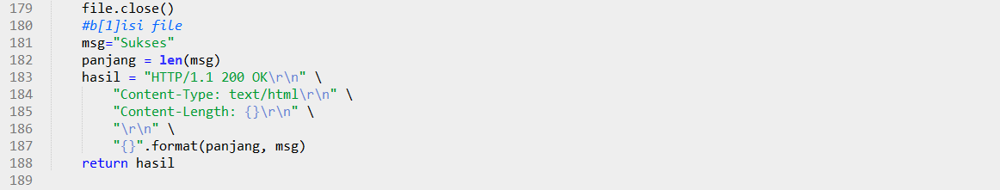 179 file.close()
180 #b[1]isi file
181 msg="Sukses"
182 panjang = len(msg)
183 hasil = "HTTP/1.1 200 OK\r\n" \
184 "Content-Type: text/html\r\n" \
185 "Content-Length: {}\r\n" \
186 "\r\n" \
187 "{}".format(panjang, msg)
188 return hasil
189